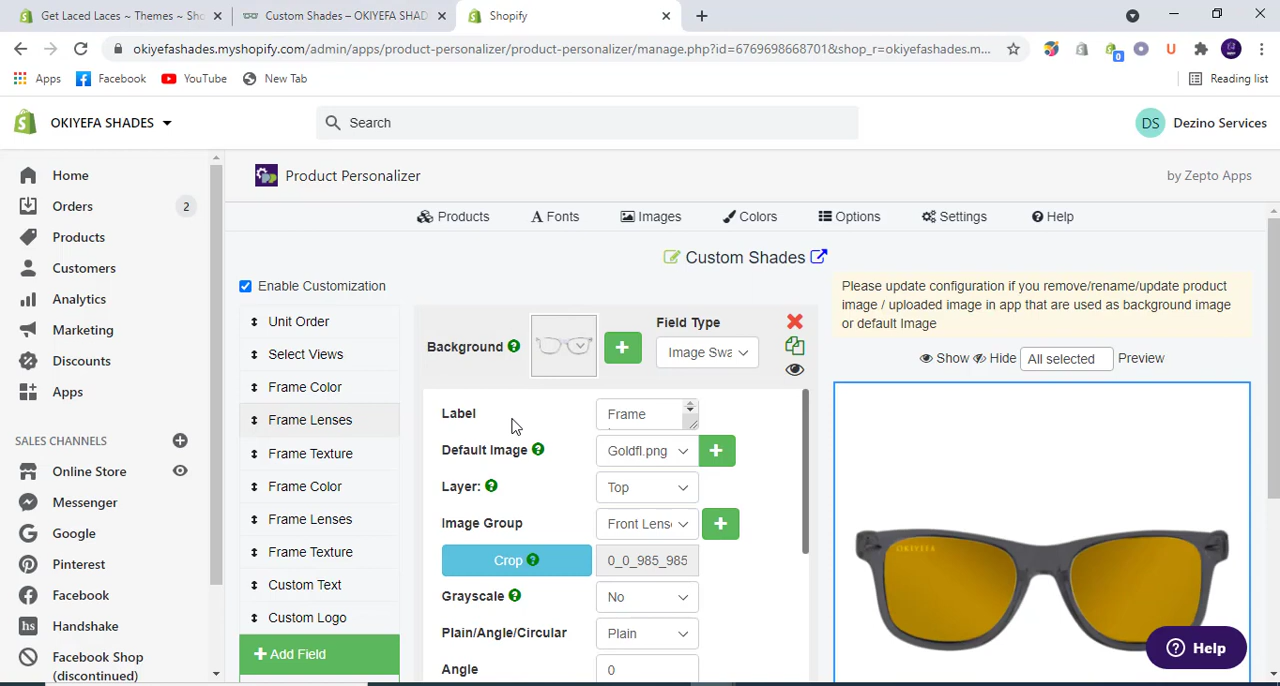 Get Laced Laces ~ Themes ~ Sho
Custom Shades – OKIYEFA SHAD
Shopify
okiyefashades.myshopify.com/admin/apps/product-personalizer/product-personalizer/manage.php?id=6769698668701&shop_r=okiyefashades.m...
0
U
Apps
Facebook
YouTube
New Tab
Reading list
OKIYEFA SHADES
Search
DS
Dezino Services
Home
Orders
2
Products
Customers
Analytics
Marketing
Discounts
Apps
SALES CHANNELS
Online Store
Messenger
Google
Pinterest
Facebook
hs
Handshake
Facebook Shop
(discontinued)
Product Personalizer
by Zepto Apps
Products
Fonts
Images
Colors
Options
Settings
Help
Custom Shades
Enable Customization
Unit Order
Select Views
Frame Color
Frame Lenses
Frame Texture
Frame Color
Frame Lenses
Frame Texture
Custom Text
Custom Logo
Add Field
Background
Field Type
Image Swa
Label
Frame
Default Image
Goldfl.png
Layer:
Top
Image Group
Front Lens
Crop
0_0_985_985
Grayscale
No
Plain/Angle/Circular
Plain
Angle
0
Please update configuration if you remove/rename/update product
image / uploaded image in app that are used as background image
or default Image
Show
Hide
All selected
Preview
OKIYEFA
Help